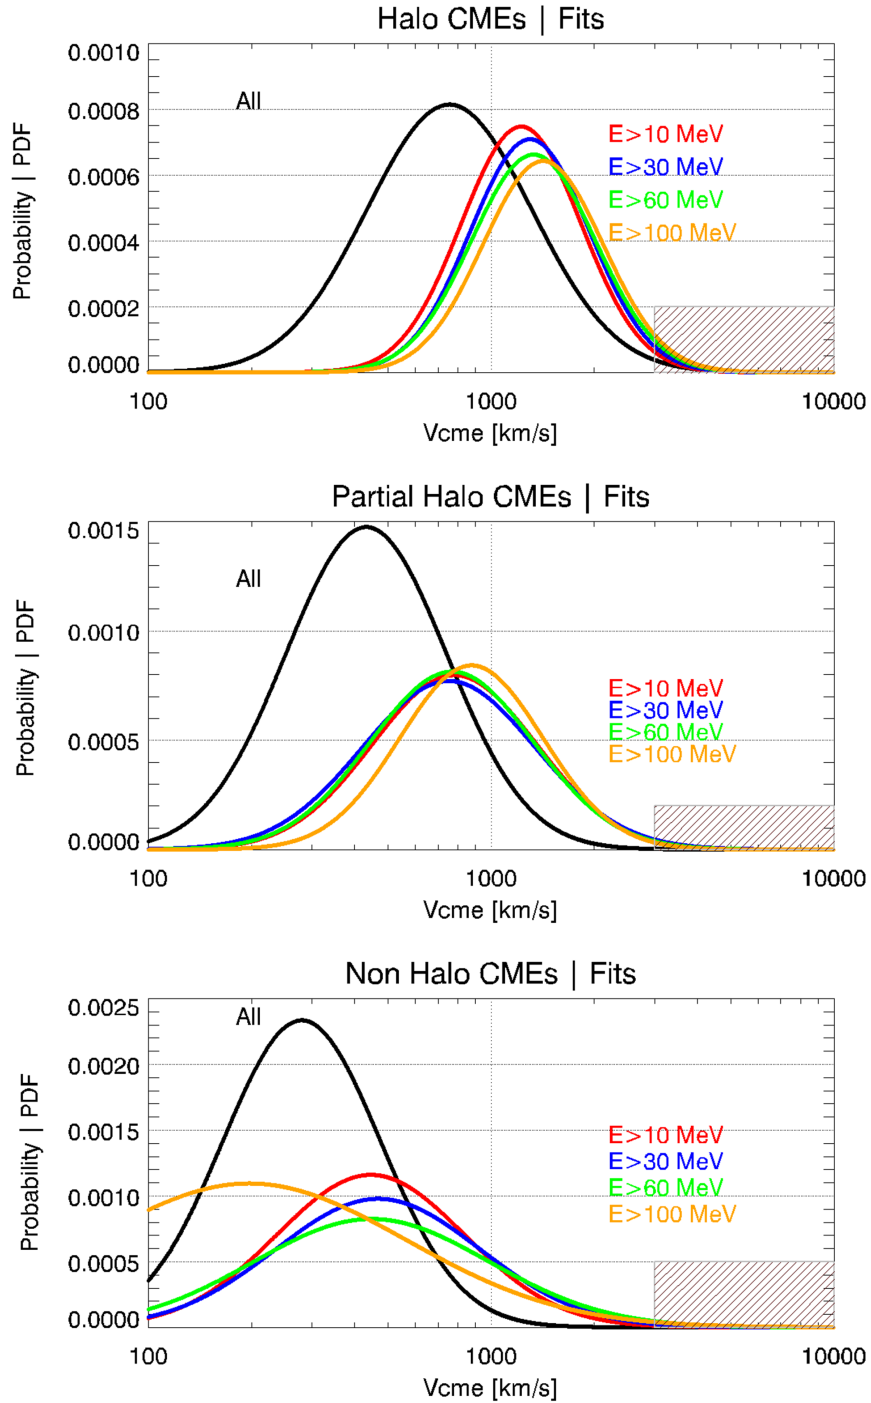 Halo CMEs | Fits
0.0010
0.0008
0.0006
0.0004
0.0002
0.0000
Probability | PDF
All
E>10 MeV
E>30 MeV
E>60 MeV
E>100 MeV
100
1000
10000
Vcme [km/s]
Partial Halo CMEs | Fits
0.0015
0.0010
0.0005
0.0000
Probability | PDF
All
E>10 MeV
E>30 MeV
E>60 MeV
E>100 MeV
100
1000
10000
Vcme [km/s]
Non Halo CMEs | Fits
0.0025
0.0020
0.0015
0.0010
0.0005
0.0000
Probability | PDF
All
E>10 MeV
E>30 MeV
E>60 MeV
E>100 MeV
100
1000
10000
Vcme [km/s]